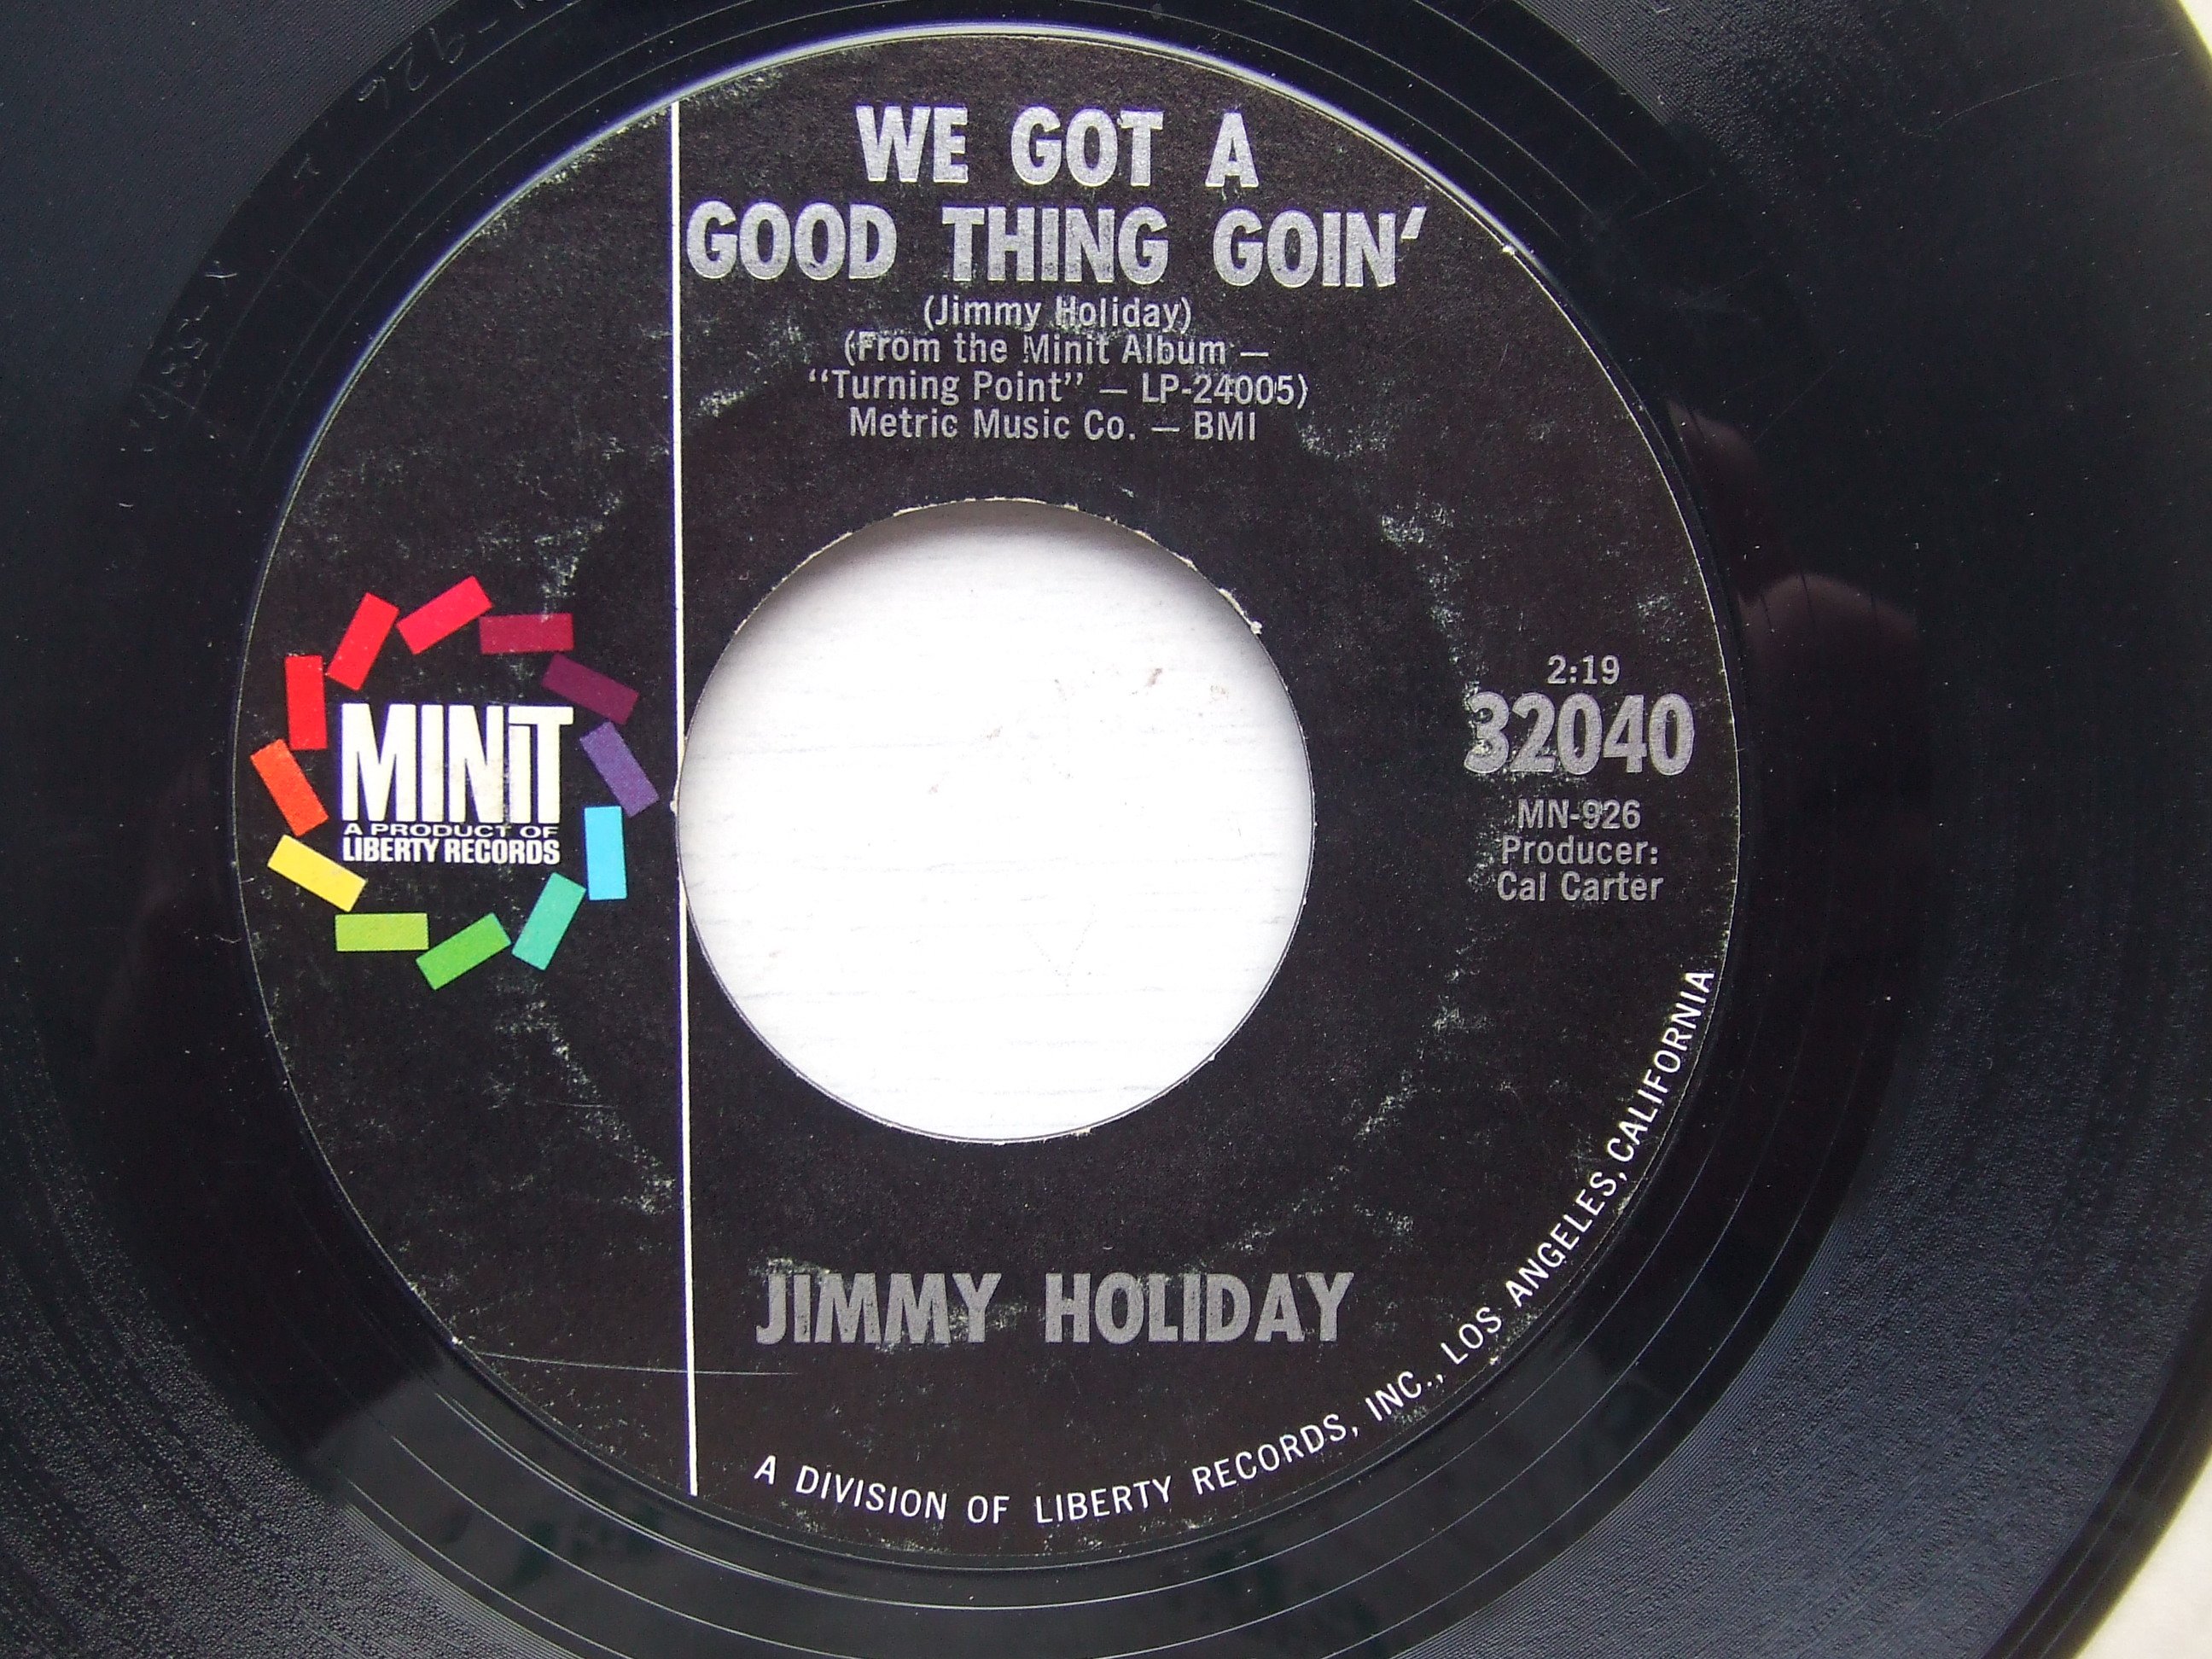 WE GOT A
GOOD THING GOIN'
(Jimmy Holiday)
(From the Minit Album —
"Turning Point" — LP-24005)
Metric Music Co. — BMI
MINIT
A PRODUCT OF
LIBERTY RECORDS
2:19
32040
MN-926
Producer:
Cal Carter
JIMMY HOLIDAY
A DIVISION OF LIBERTY RECORDS, INC., LOS ANGELES, CALIFORNIA